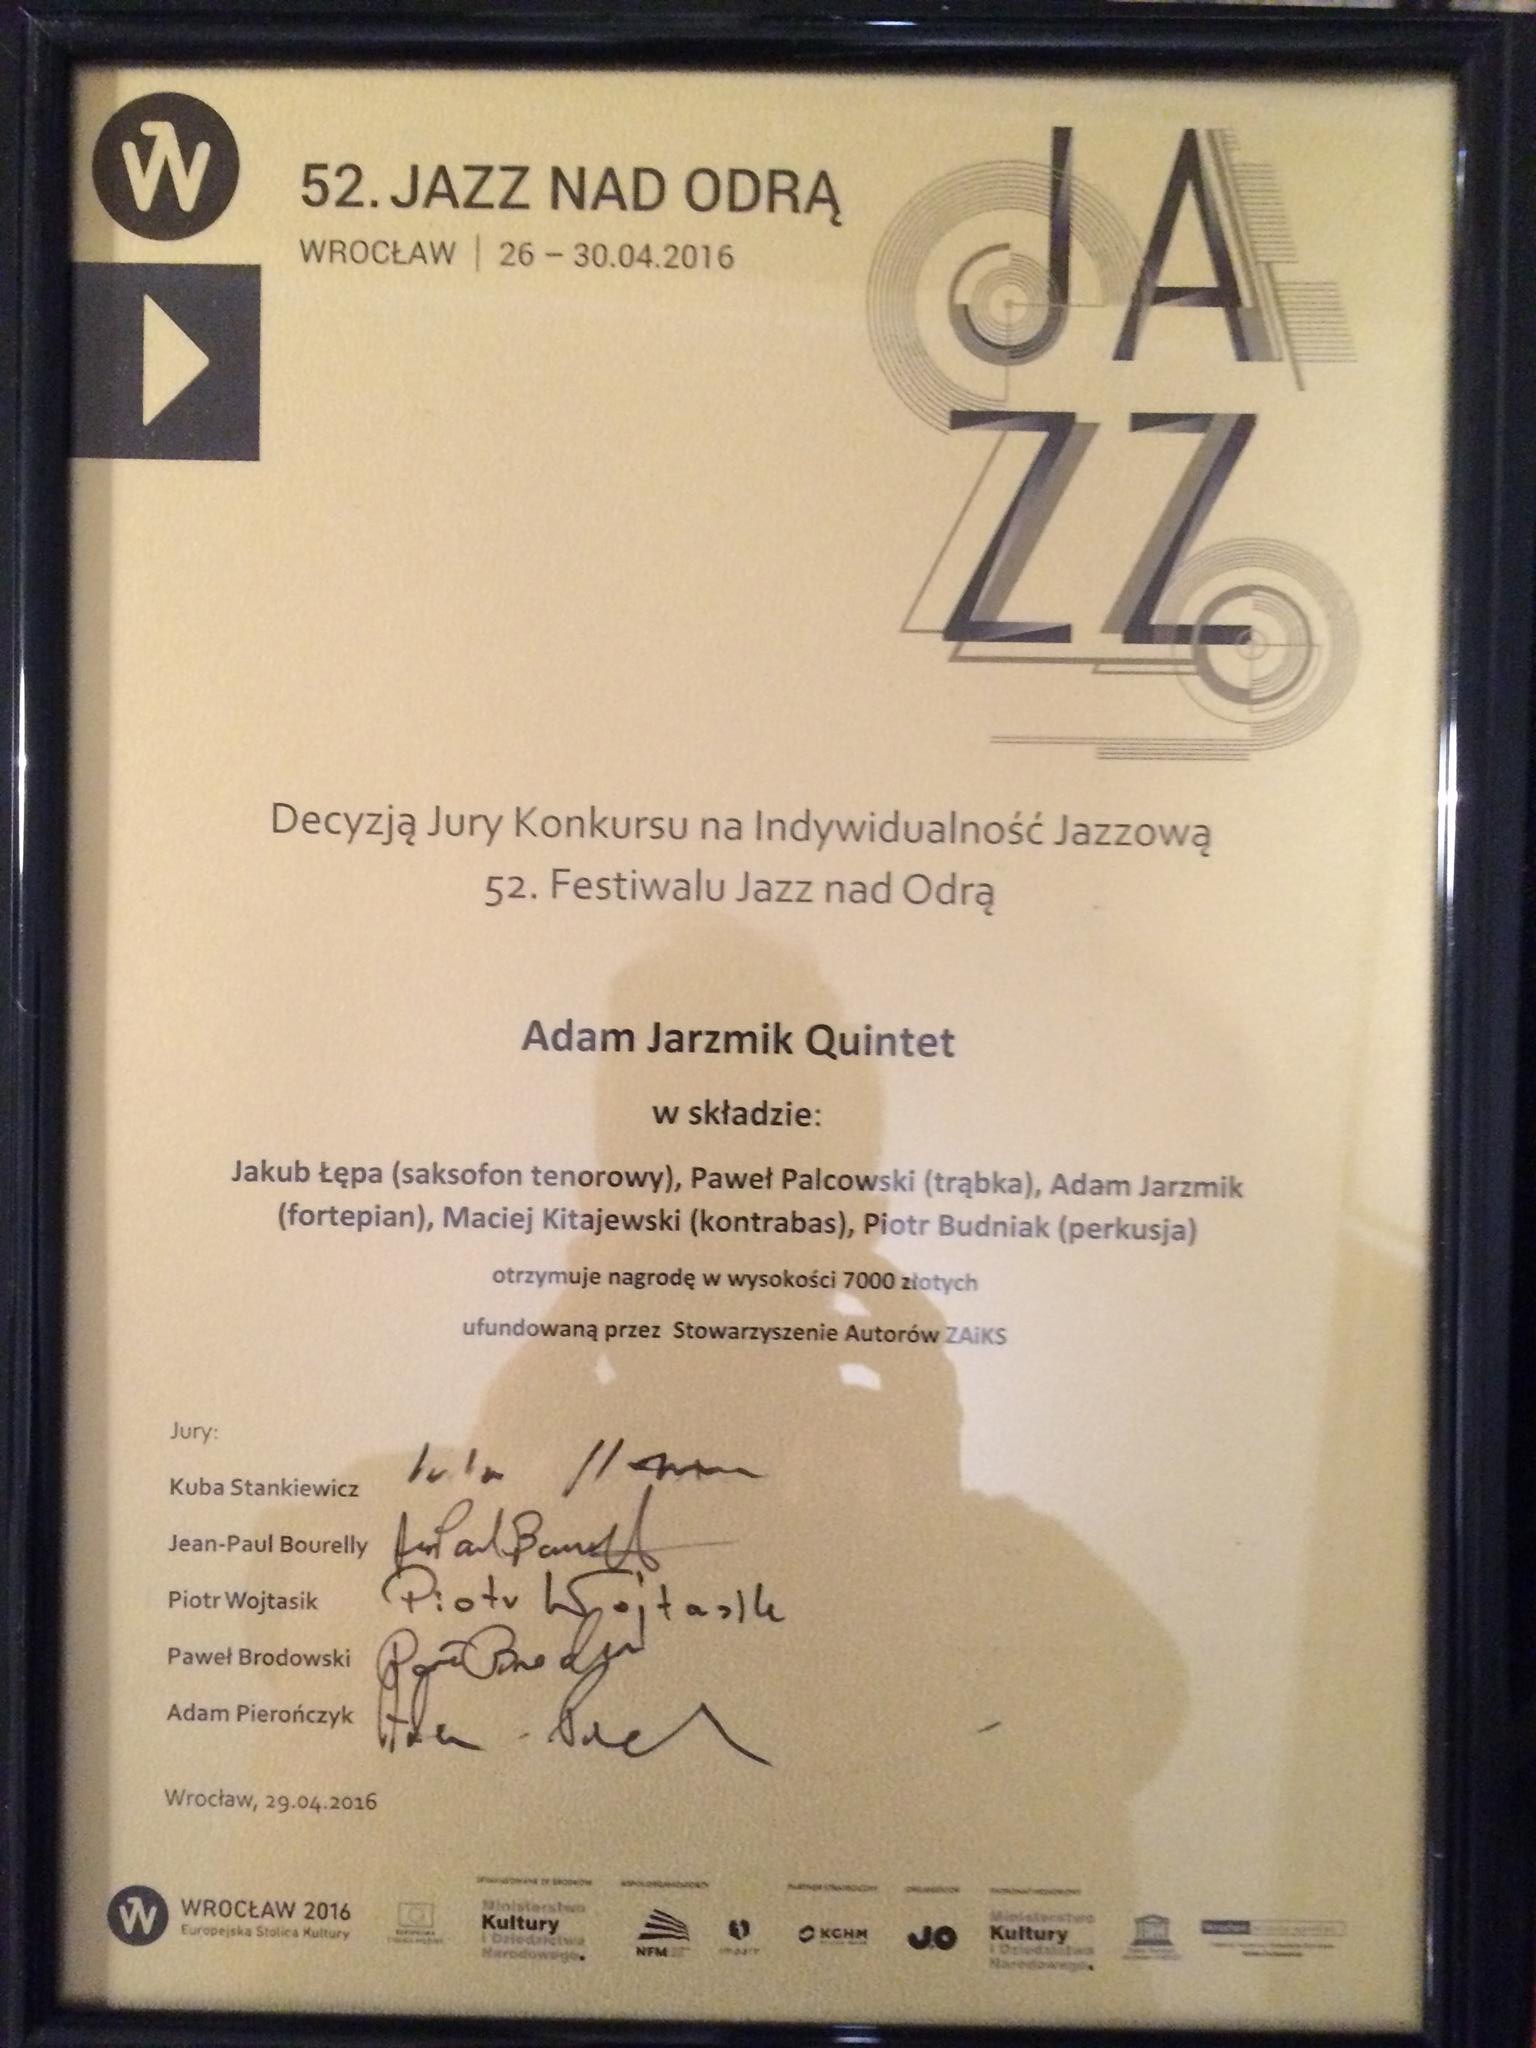 52. JAZZ NAD ODRĄ
WROCŁAW | 26 – 30.04.2016
JA
ZZ
Decyzją Jury Konkursu na Indywidualność Jazzową
52. Festiwalu Jazz nad Odrą
Adam Jarzmik Quintet
w składzie:
Jakub Łępa (saksofon tenorowy), Paweł Palcowski (trąbka), Adam Jarzmik
(fortepian), Maciej Kitajewski (kontrabas), Piotr Budniak (perkusja)
otrzymuje nagrodę w wysokości 7000 złotych
ufundowaną przez Stowarzyszenie Autorów ZAiKS
Jury:
Kuba Stankiewicz
Jean-Paul Bourelly
Piotr Wojtasik Piotr Wojtasik
Paweł Brodowski
Adam Pierończyk
Wrocław, 29.04.2016
W WROCŁAW 2016
Europejska Stolica Kultury
Ministerstwo
Kultury
i Dziedzictwa
Narodowego.
NFM
impart
KGHM
JnO
Ministerstwo
Kultury
i Dziedzictwa
Narodowego.